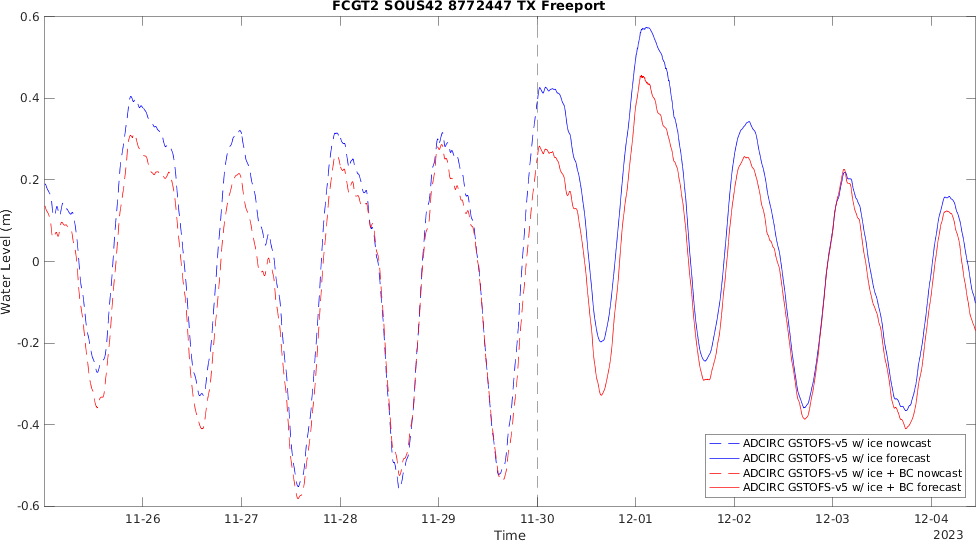 FCGT2 SOUS42 8772447 TX Freeport
0.6
0.4
0.2
0
-0.2
-0.4
-0.6
Water Level (m)
11-26 11-27 11-28 11-29 11-30 12-01 12-02 12-03 12-04
Time
2023
ADCIRC GSTOFS-v5 w/ ice nowcast
ADCIRC GSTOFS-v5 w/ ice forecast
ADCIRC GSTOFS-v5 w/ ice + BC nowcast
ADCIRC GSTOFS-v5 w/ ice + BC forecast